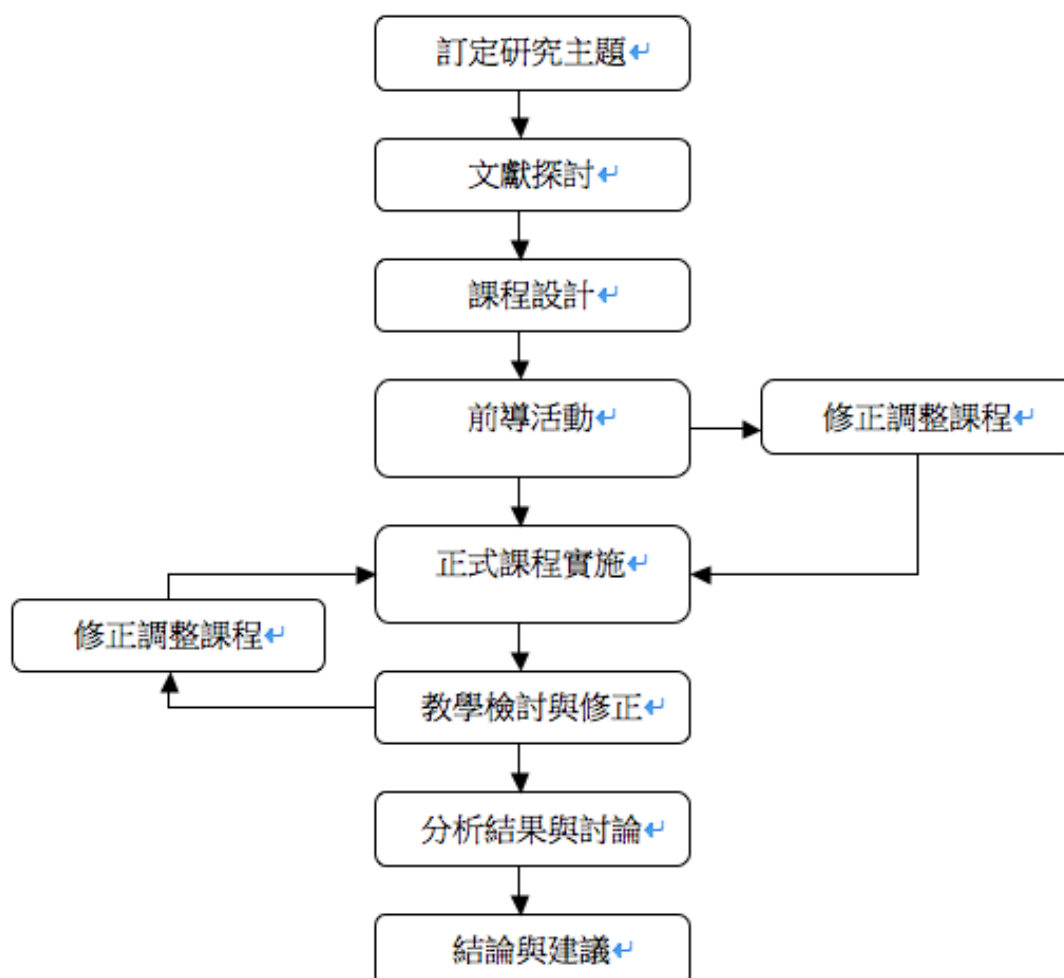 訂定研究主題
文獻探討
課程設計
前導活動
修正調整課程
正式課程實施
修正調整課程
教學檢討與修正
分析結果與討論
結論與建議